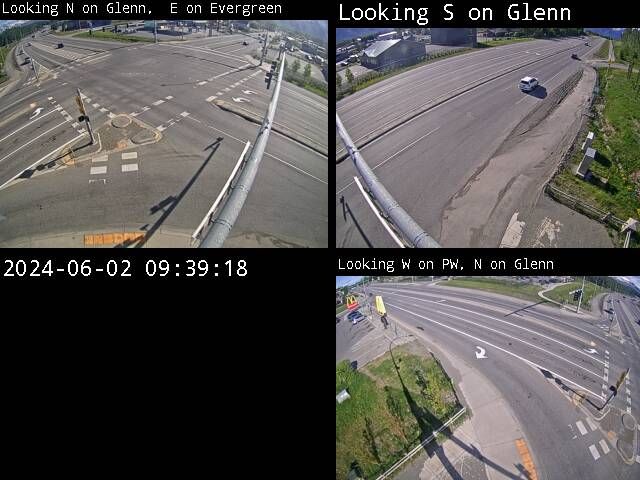 Looking N on Glenn,  E on Evergreen
Looking S on Glenn
2024-06-02 09:39:18
Looking W on PW, N on Glenn